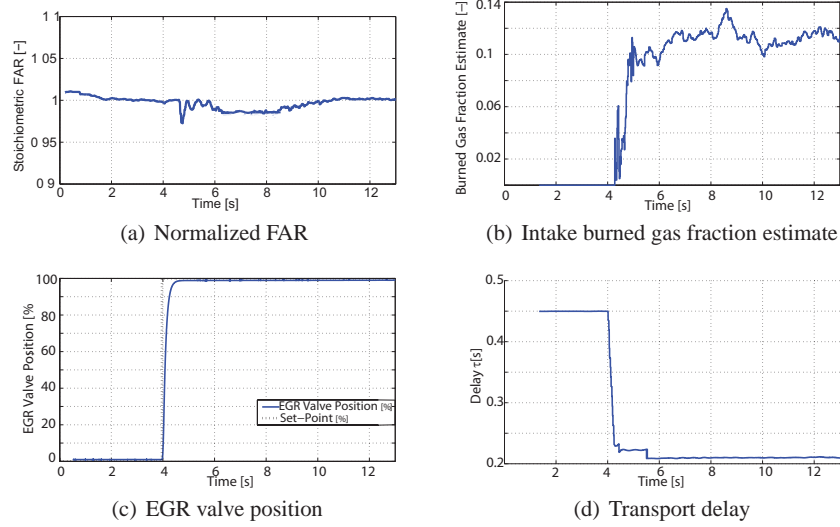 1 1
1 05
1
0 95
0 9
Stoichiometric FAR [–]
0 2 4 6 8 10 12
Time [s]
(a) Normalized FAR
0.14
0.1
0.06
0.02
Burned Gas Fraction Estimate [–]
0 2 4 6 8 10 12
Time [s]
(b) Intake burned gas fraction estimate
100
80
60
40
20
0
EGR Valve Position [%
EGR Valve Position [%]
Set–Point [%]
0 2 4 6 8 10 12
Time [s]
(c) EGR valve position
0.5
0.4
0.3
0.2
Delay τ[s]
0 2 4 6 8 10 12
Time [s]
(d) Transport delay